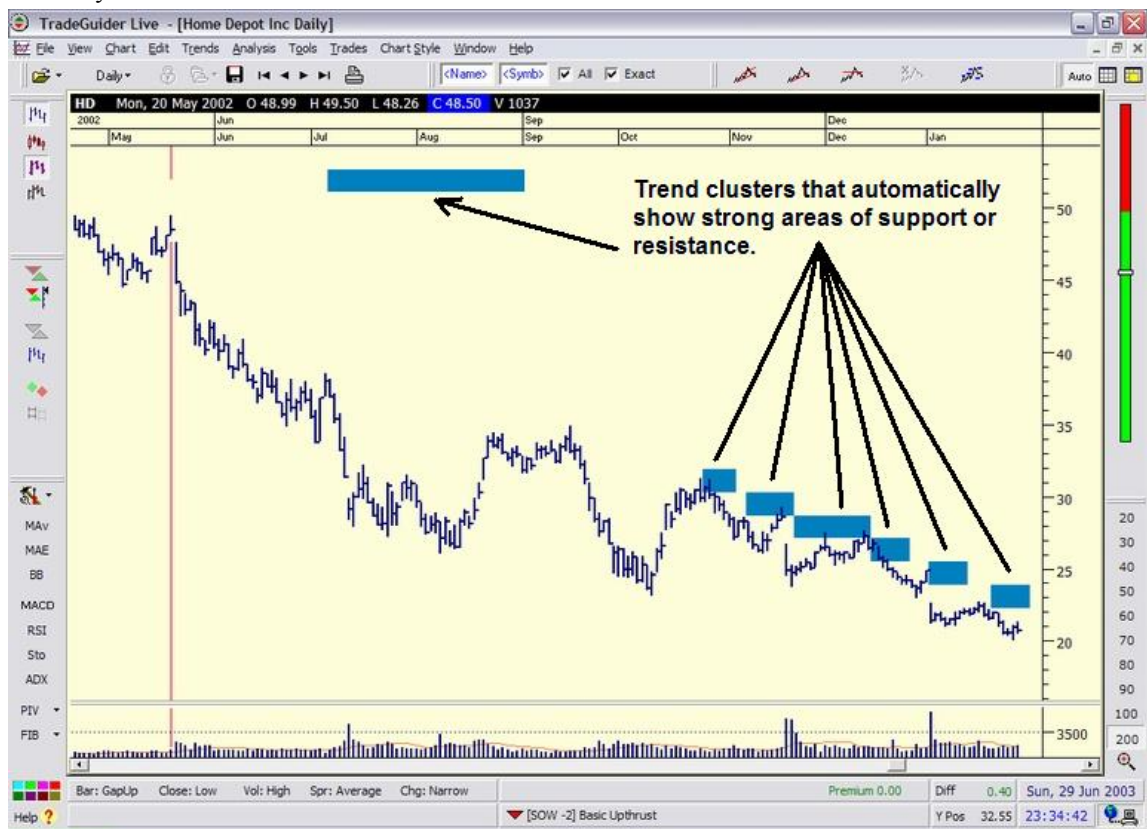 TradeGuider Live - [Home Depot Inc Daily]
File View Chart Edit Trends Analysis Tools Trades Chart Style Window Help
Daily <Name> <Symb> All Exact Auto
HD Mon, 20 May 2002 O 48.99 H 49.50 L 48.26 C 48.50 V 1037
2002 Jun Sep Dec
May Jun Jul Aug Sep Oct Nov Dec Jan
Trend clusters that automatically
show strong areas of support or
resistance.
50
45
40
35
30
25
20
3500
MAv
MAE
BB
MACD
RSI
Sto
ADX
PIV
FIB
20
30
40
50
60
70
80
90
100
200
Bar: GapUp Close: Low Vol: High Spr: Average Chg: Narrow Premium 0.00 Diff 0.40 Sun, 29 Jun 2003
Help ? [SOW -2] Basic Upthrust Y Pos 32.55 23:34:42